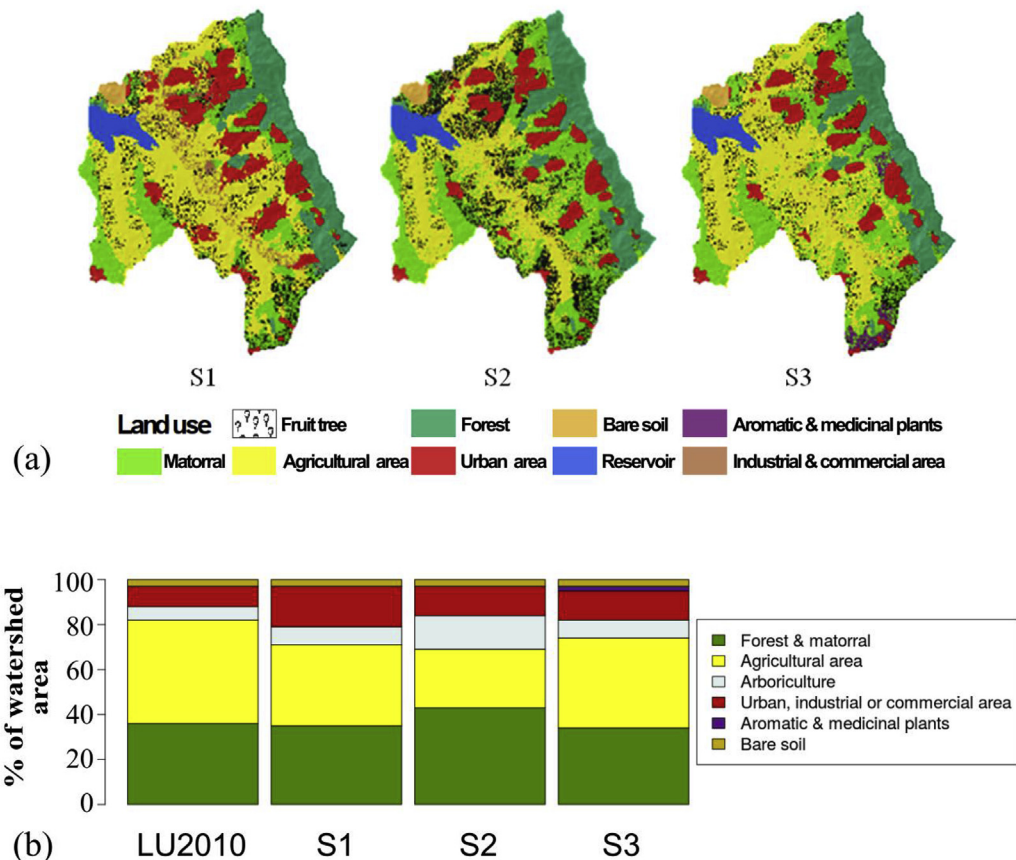 S1 S2 S3
Land use Fruit tree Forest Bare soil Aromatic & medicinal plants
(a) Matorral Agricultural area Urban area Reservoir Industrial & commercial area
% of watershed
area
100
80
60
40
20
0
Forest & matorral
Agricultural area
Arboriculture
Urban, industrial or commercial area
Aromatic & medicinal plants
Bare soil
(b) LU2010 S1 S2 S3